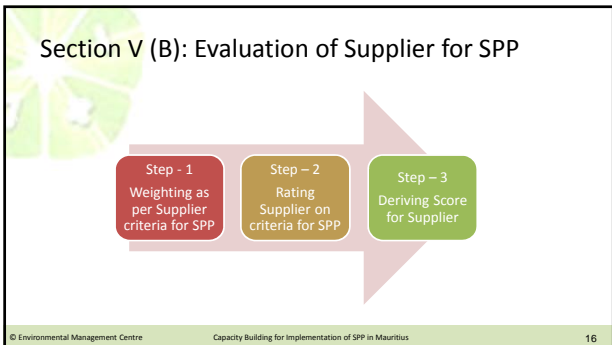 Section V (B): Evaluation of Supplier for SPP
Step - 1
Weighting as
per Supplier
criteria for SPP
Step – 2
Rating
Supplier on
criteria for SPP
Step – 3
Deriving Score
for Supplier
© Environmental Management Centre
Capacity Building for Implementation of SPP in Mauritius
16